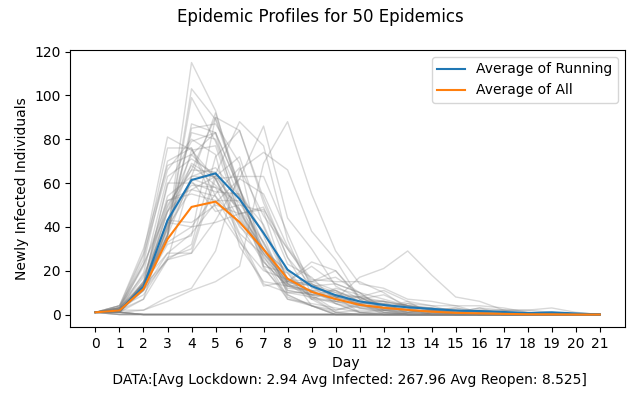 Epidemic Profiles for 50 Epidemics
Newly Infected Individuals
120
100
80
60
40
20
0
Average of Running
Average of All
0 1 2 3 4 5 6 7 8 9 10 11 12 13 14 15 16 17 18 19 20 21
Day
DATA:[Avg Lockdown: 2.94 Avg Infected: 267.96 Avg Reopen: 8.525]